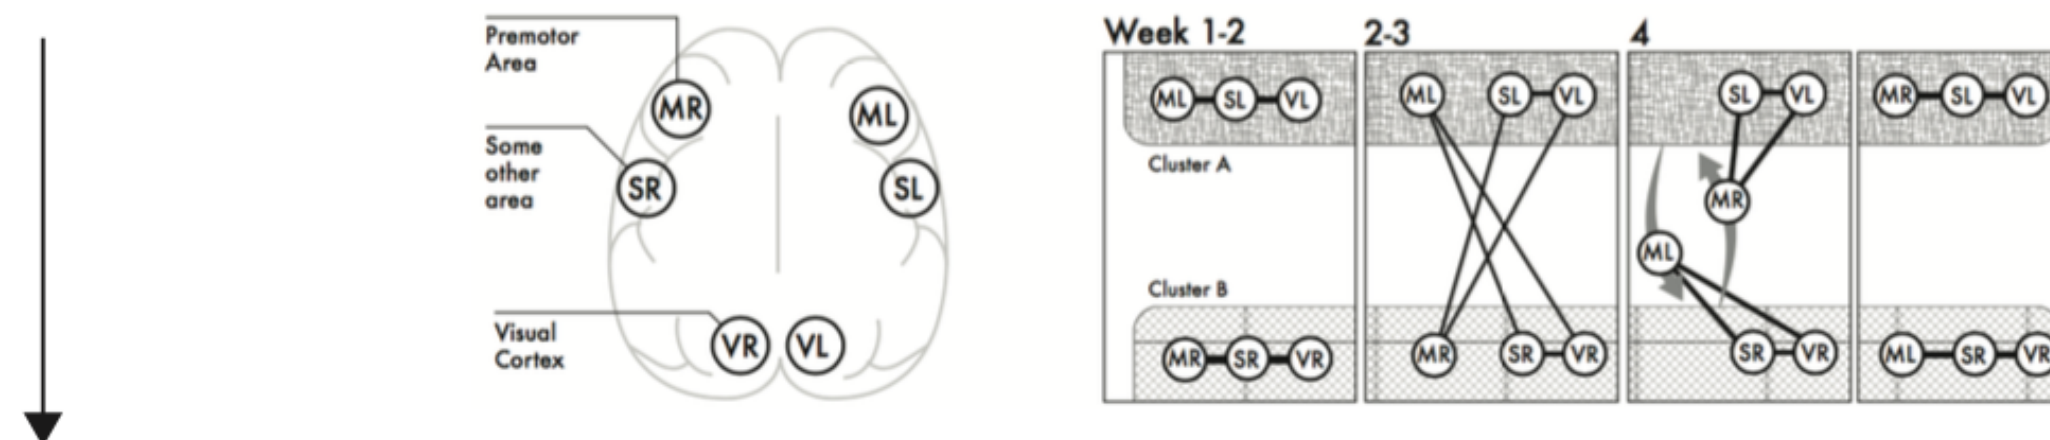 Premotor
Area
MR
ML
Some
other
area
SR
SL
Visual
Cortex
VR
VL
Week 1-2
2-3
4
ML SL VL
ML SL VL
SL VL
MR SL VL
Cluster A
MR
ML
Cluster B
MR SR VR
MR SR VR
SR VR
ML SR VR